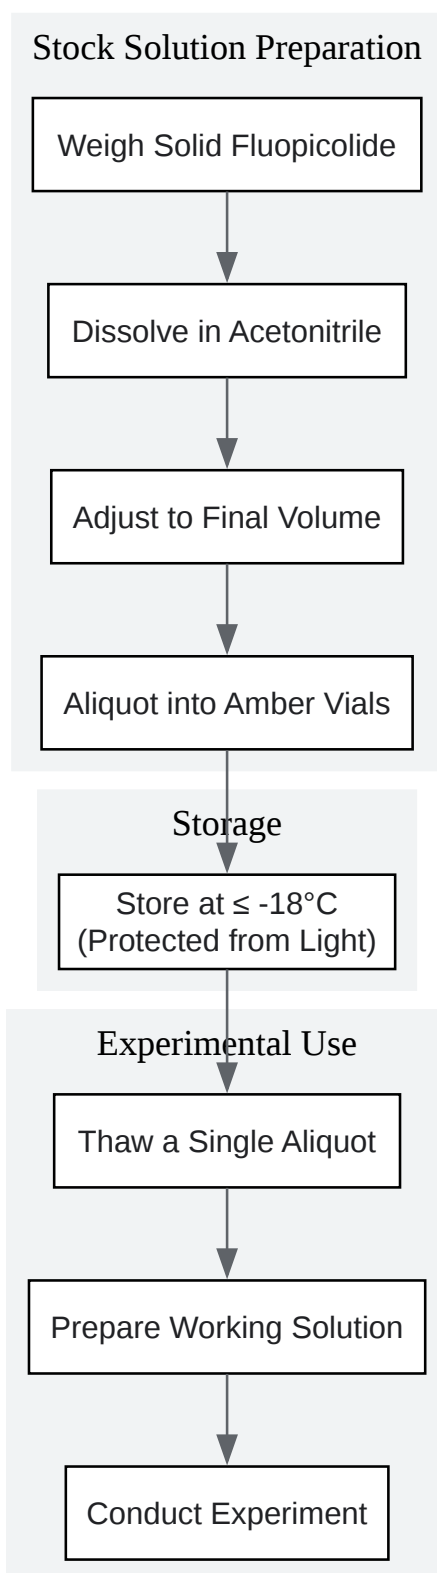 Stock Solution Preparation
Weigh Solid Fluopicolide
Dissolve in Acetonitrile
Adjust to Final Volume
Aliquot into Amber Vials
Storage
Store at ≤ -18°C
(Protected from Light)
Experimental Use
Thaw a Single Aliquot
Prepare Working Solution
Conduct Experiment